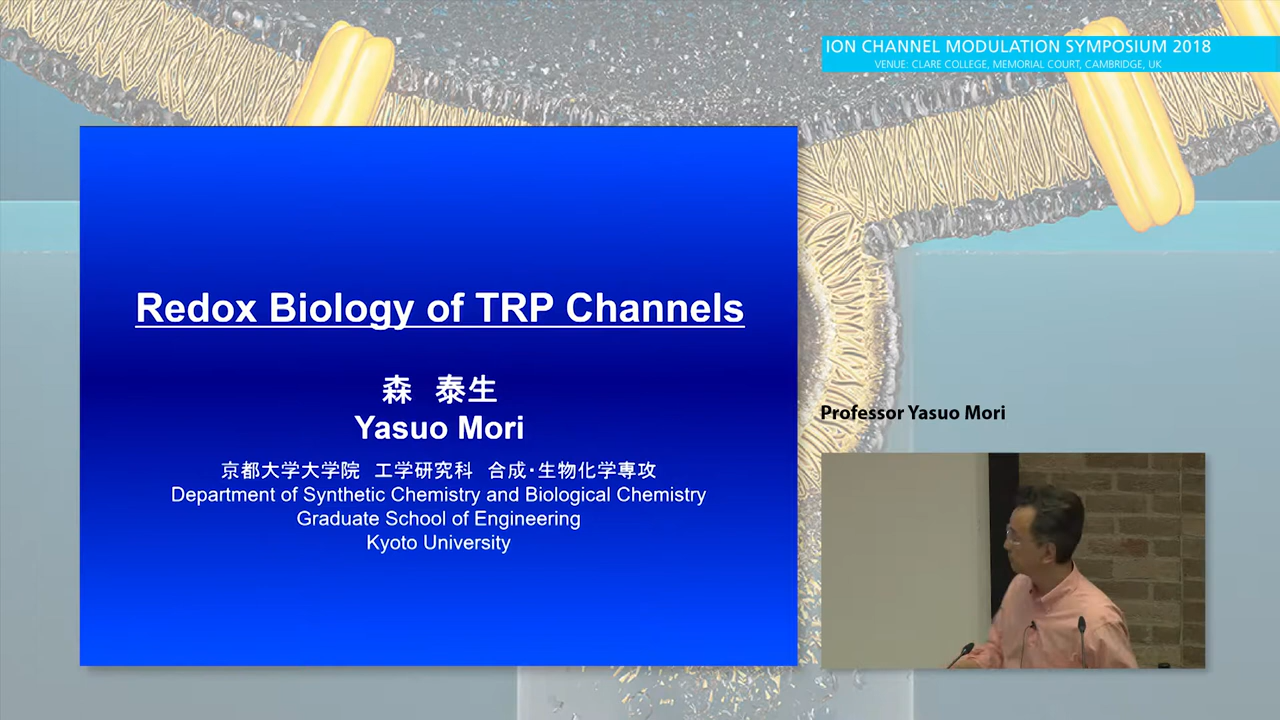 ION CHANNEL MODULATION SYMPOSIUM 2018
VENUE: CLARE COLLEGE, MEMORIAL COURT, CAMBRIDGE, UK
Redox Biology of TRP Channels
森 泰生
Yasuo Mori
京都大学大学院 工学研究科 合成・生物化学専攻
Department of Synthetic Chemistry and Biological Chemistry
Graduate School of Engineering
Kyoto University
Professor Yasuo Mori